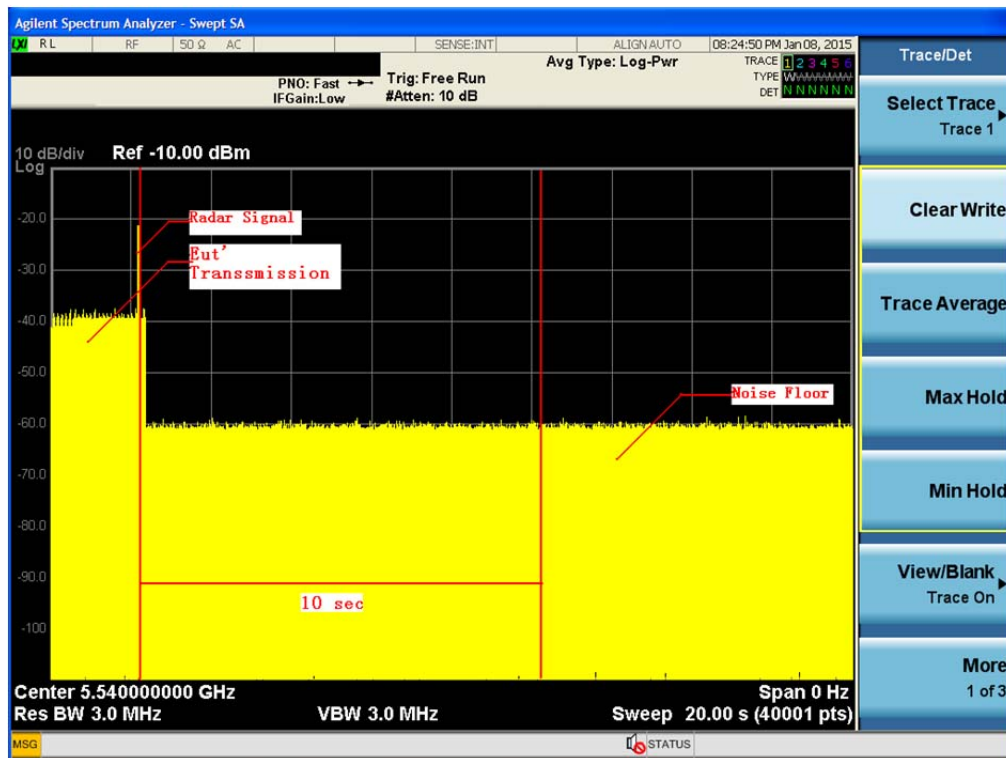 Agilent Spectrum Analyzer - Swept SA
LXI RL RF 50 Ω AC SENSE:INT ALIGN AUTO 08:24:50 PM Jan 08, 2015
Avg Type: Log-Pwr TRACE 1 2 3 4 5 6
PNO: Fast Trig: Free Run TYPE WWWWWW
IFGain:Low #Atten: 10 dB DET N N N N N N
Trace/Det
Select Trace
Trace 1
10 dB/div Ref -10.00 dBm
Log
Clear Write
-20.0
Radar Signal
Eut'
Transsmission
-30.0
Trace Average
-40.0
-50.0
Noise Floor
Max Hold
-60.0
-70.0
Min Hold
-80.0
-90.0
View/Blank
Trace On
10 sec
-100
More
1 of 3
Center 5.540000000 GHz Span 0 Hz
Res BW 3.0 MHz VBW 3.0 MHz Sweep 20.00 s (40001 pts)
MSG STATUS